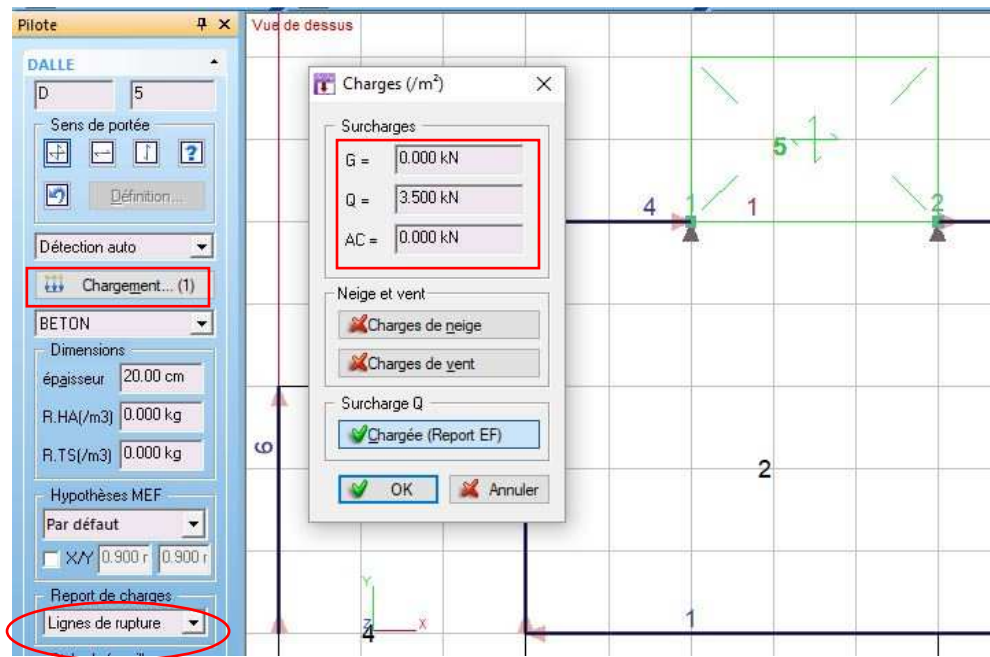 Pilote
DALLE
D 5
Sens de portée
?
Définition...
Détection auto
Chargement... (1)
BETON
Dimensions
épaisseur 20.00 cm
R.HA(/m3) 0.000 kg
R.TS(/m3) 0.000 kg
Hypothèses MEF
Par défaut
X/Y 0.900 r 0.900 r
Report de charges
Lignes de rupture
Vue de dessus
Charges (/m²)
Surcharges
G = 0.000 kN
Q = 3.500 kN
AC = 0.000 kN
Neige et vent
Charges de neige
Charges de vent
Surcharge Q
Chargée (Report EF)
OK Annuler
5
4 1 1 2
6
2
Y
Z X
4
1